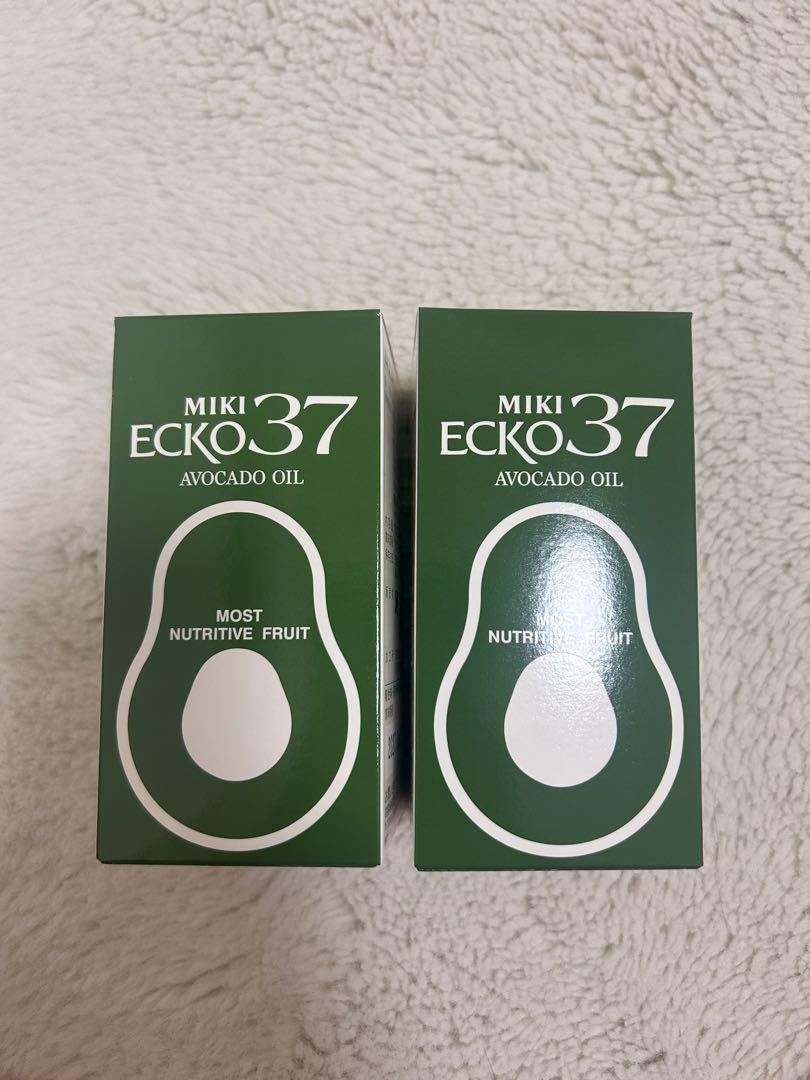 MIKI
ECKO37
AVOCADO OIL
MOST
NUTRITIVE FRUIT
MIKI
ECKO37
AVOCADO OIL
MOST
NUTRITIVE FRUIT